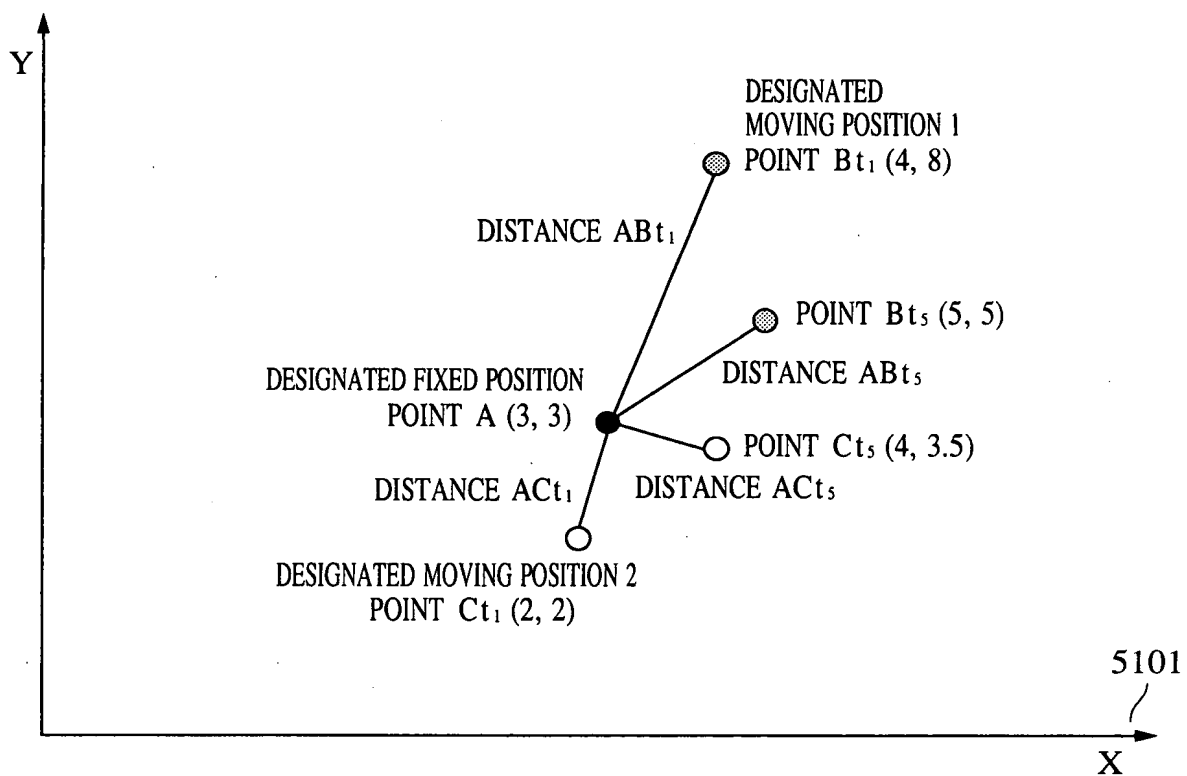 Y
DESIGNATED
MOVING POSITION 1
POINT Bt₁ (4, 8)
DISTANCE ABt₁
POINT Bt₅ (5, 5)
DISTANCE ABt₅
DESIGNATED FIXED POSITION
POINT A (3, 3)
POINT Ct₅ (4, 3.5)
DISTANCE ACt₁
DISTANCE ACt₅
DESIGNATED MOVING POSITION 2
POINT Ct₁ (2, 2)
5101
X